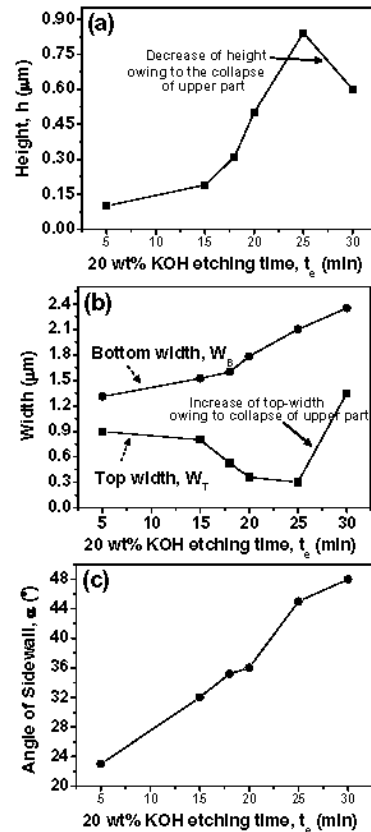 (a)
Height, h (μm)
0.90
0.75
0.60
0.45
0.30
0.15
0.00
Decrease of height
owing to the collapse
of upper part
5 10 15 20 25 30
20 wt% KOH etching time, t_e (min)
(b)
Width (μm)
2.4
2.1
1.8
1.5
1.2
0.9
0.6
0.3
0.0
Bottom width, W_B
Increase of top-width
owing to collapse of upper part
Top width, W_T
5 10 15 20 25 30
20 wt% KOH etching time, t_e (min)
(c)
Angle of Sidewall, α (°)
48
44
40
36
32
28
24
20
5 10 15 20 25 30
20 wt% KOH etching time, t_e (min)